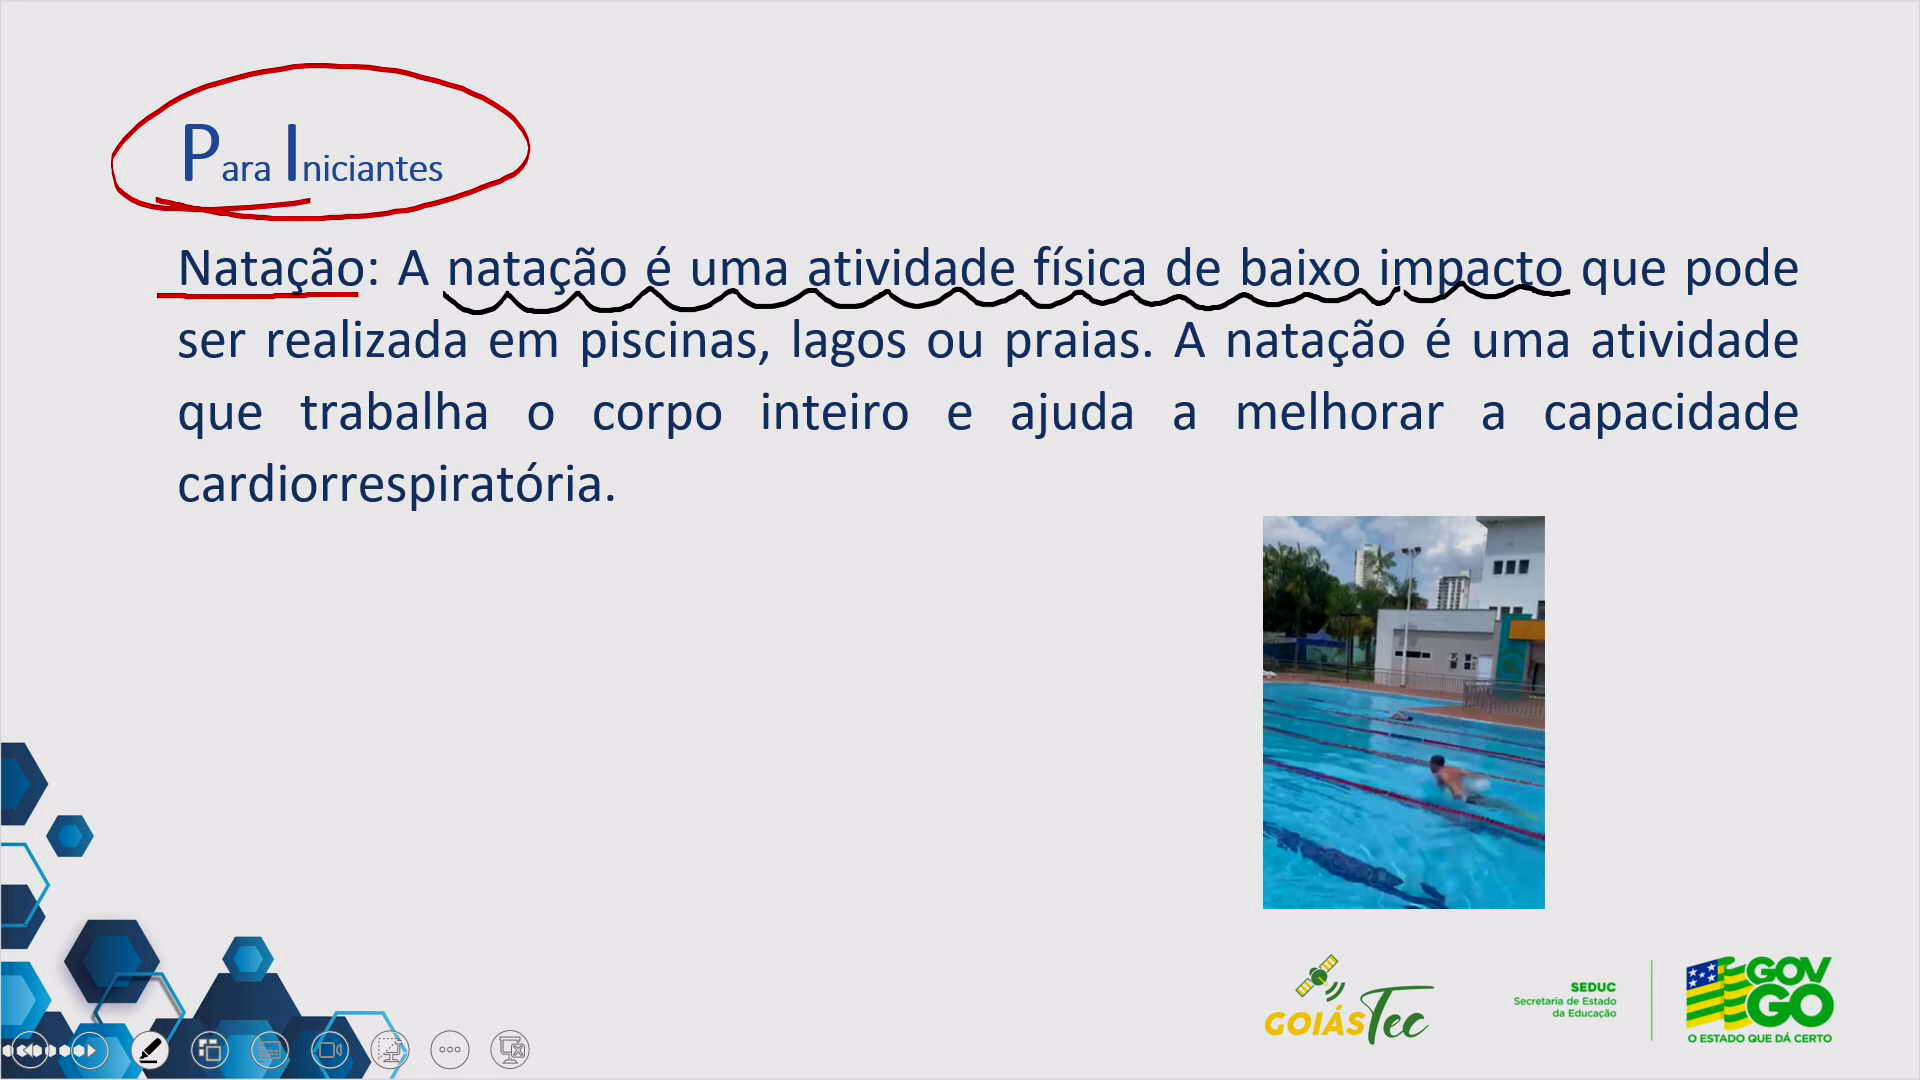 Para Iniciantes
Natação: A natação é uma atividade física de baixo impacto que pode
ser realizada em piscinas, lagos ou praias. A natação é uma atividade
que trabalha o corpo inteiro e ajuda a melhorar a capacidade
cardiorrespiratória.
GOIÁSTec
SEDUC
Secretaria de Estado
da Educação
GOV
GO
O ESTADO QUE DÁ CERTO